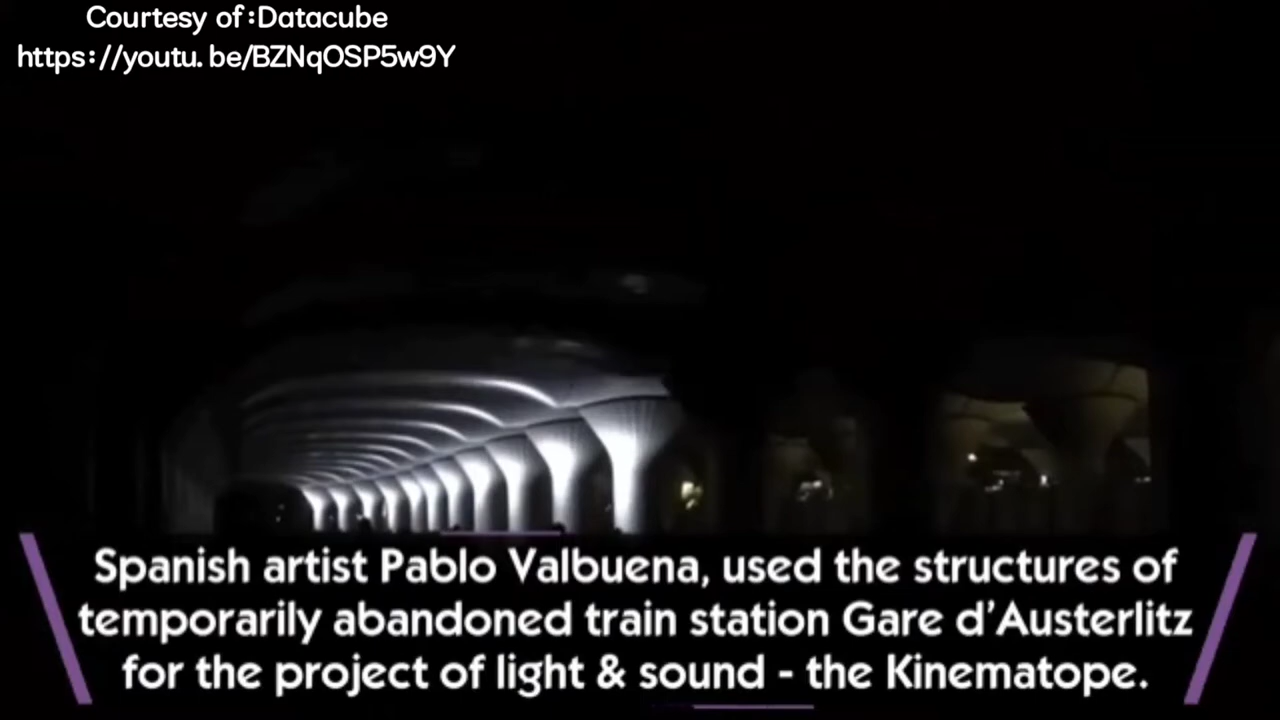 Courtesy of:Datacube
https://youtu.be/BZNqOSP5w9Y
Spanish artist Pablo Valbuena, used the structures of
temporarily abandoned train station Gare d'Austerlitz
for the project of light & sound - the Kinematope.